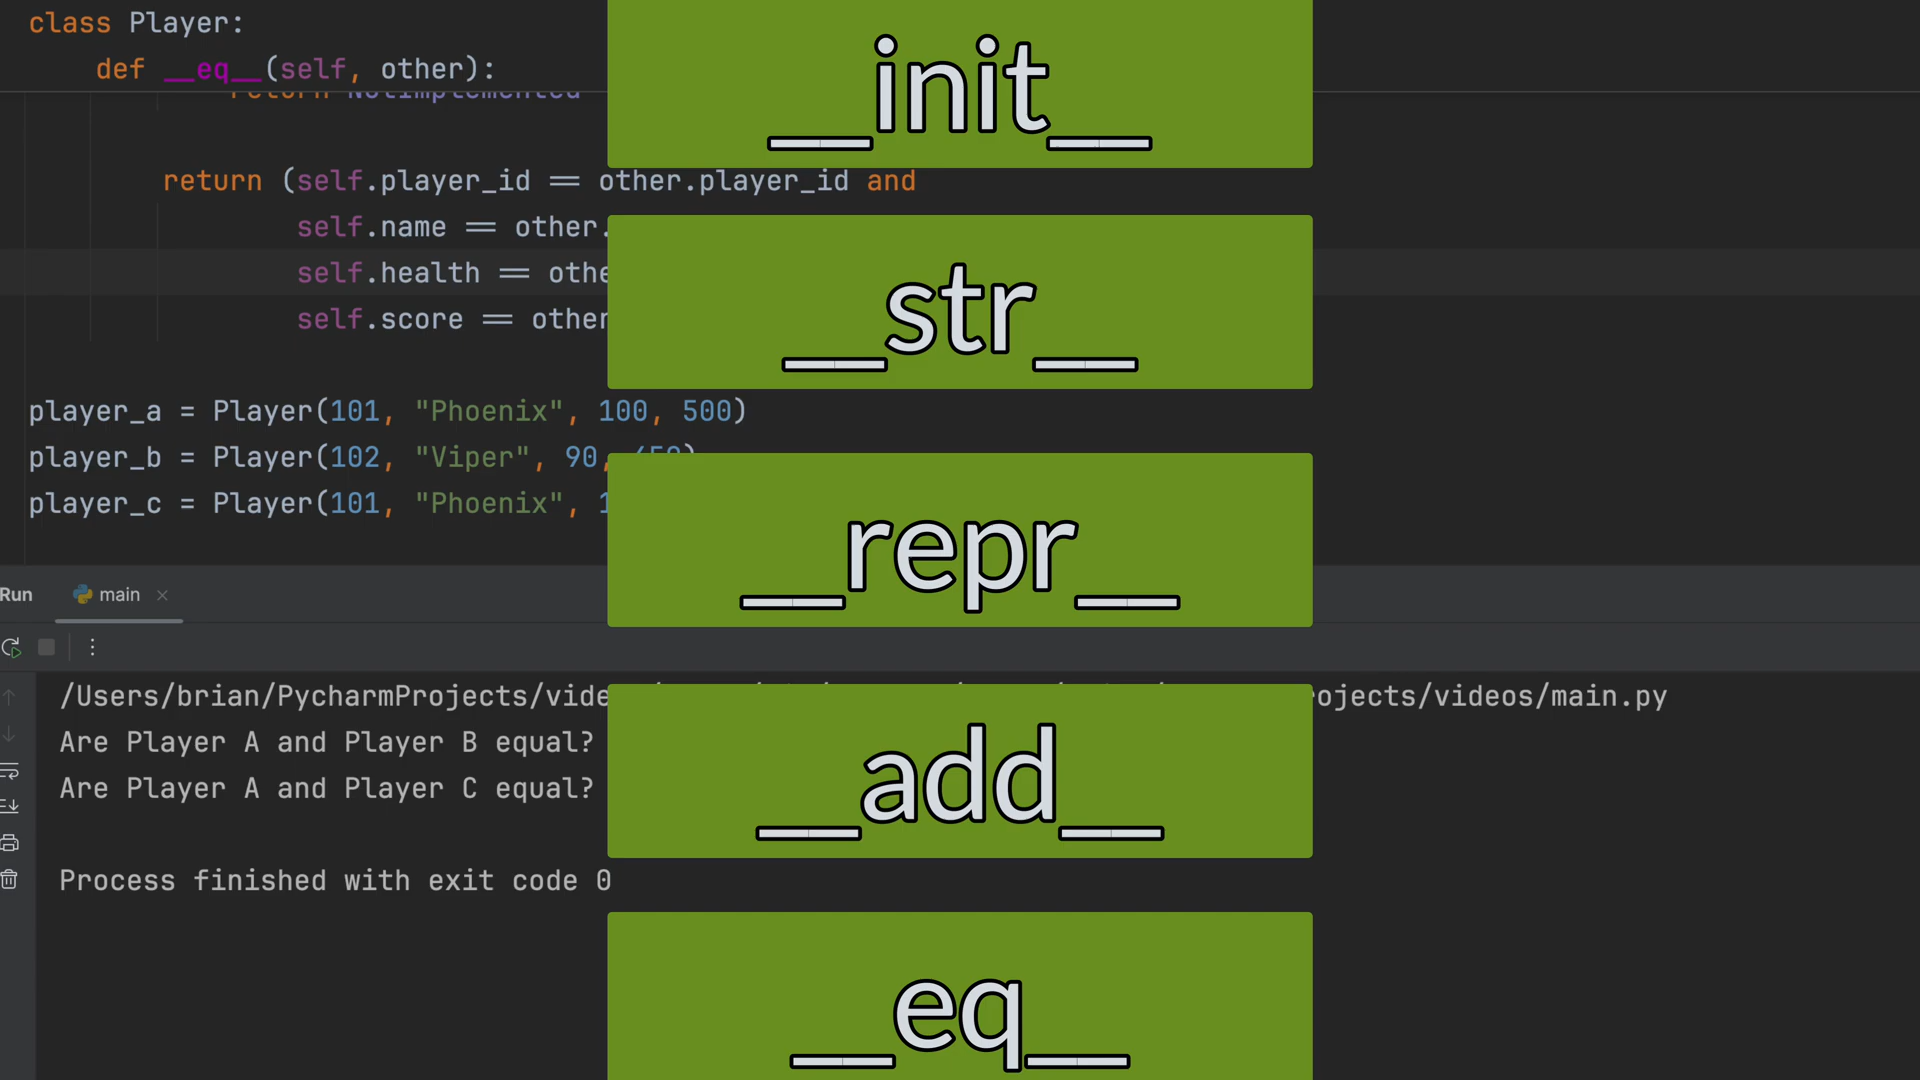 class Player:
def __eq__(self, other):
return NotImplemented
__init__
return (self.player_id == other.player_id and
self.name == other.
self.health ==
__str__
self.score == other
player_a = Player(101, "Phoenix", 100, 500)
player_b = Player(102, "Viper", 90,
player_c = Player(101, "Phoenix",
__repr__
Run main
/Users/brian/PycharmProjects/ /videos/main.py
Are Player A and Player B equal?
__add__
Are Player A and Player C equal?
Process finished with exit code 0
__eq__